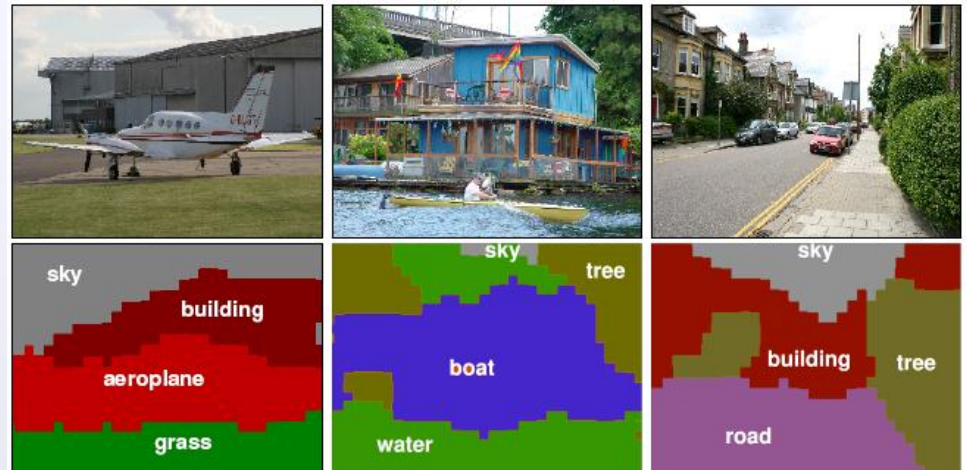 sky
building
aeroplane
grass
sky
tree
boat
water
sky
building
tree
road